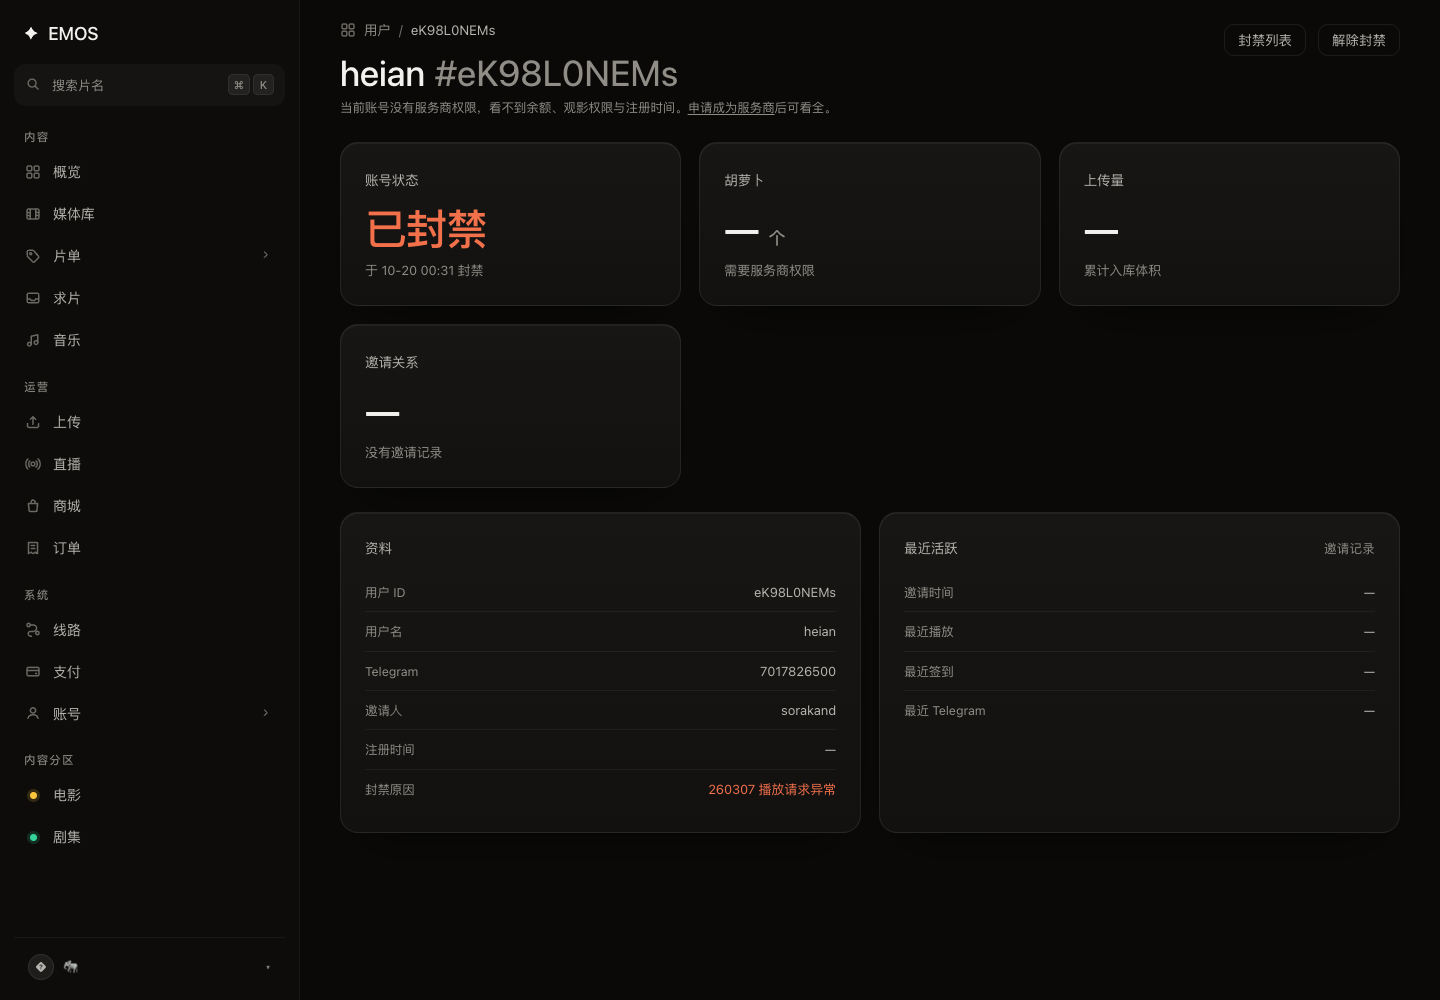 EMOS
搜索片名
⌘ K
内容
概览
媒体库
片单
求片
音乐
运营
上传
直播
商城
订单
系统
线路
支付
账号
内容分区
电影
剧集
用户 / eK98L0NEMs
封禁列表
解除封禁
heian #eK98L0NEMs
当前账号没有服务商权限，看不到余额、观影权限与注册时间。申请成为服务商后可看全。
账号状态
已封禁
于 10-20 00:31 封禁
胡萝卜
— 个
需要服务商权限
上传量
—
累计入库体积
邀请关系
—
没有邀请记录
资料
用户 ID eK98L0NEMs
用户名 heian
Telegram 7017826500
邀请人 sorakand
注册时间 —
封禁原因 260307 播放请求异常
最近活跃 邀请记录
邀请时间 —
最近播放 —
最近签到 —
最近 Telegram —